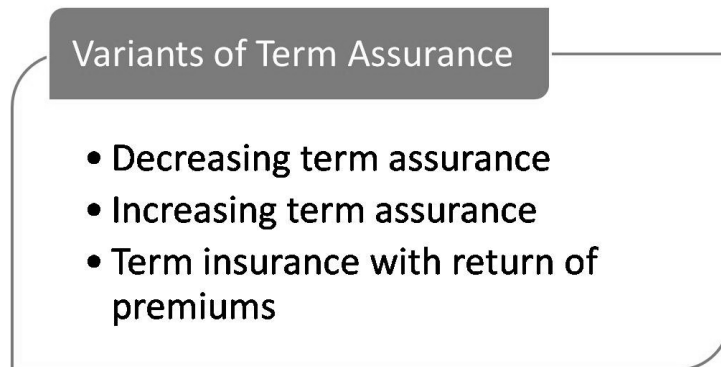 Variants of Term Assurance
• Decreasing term assurance
• Increasing term assurance
• Term insurance with return of
premiums